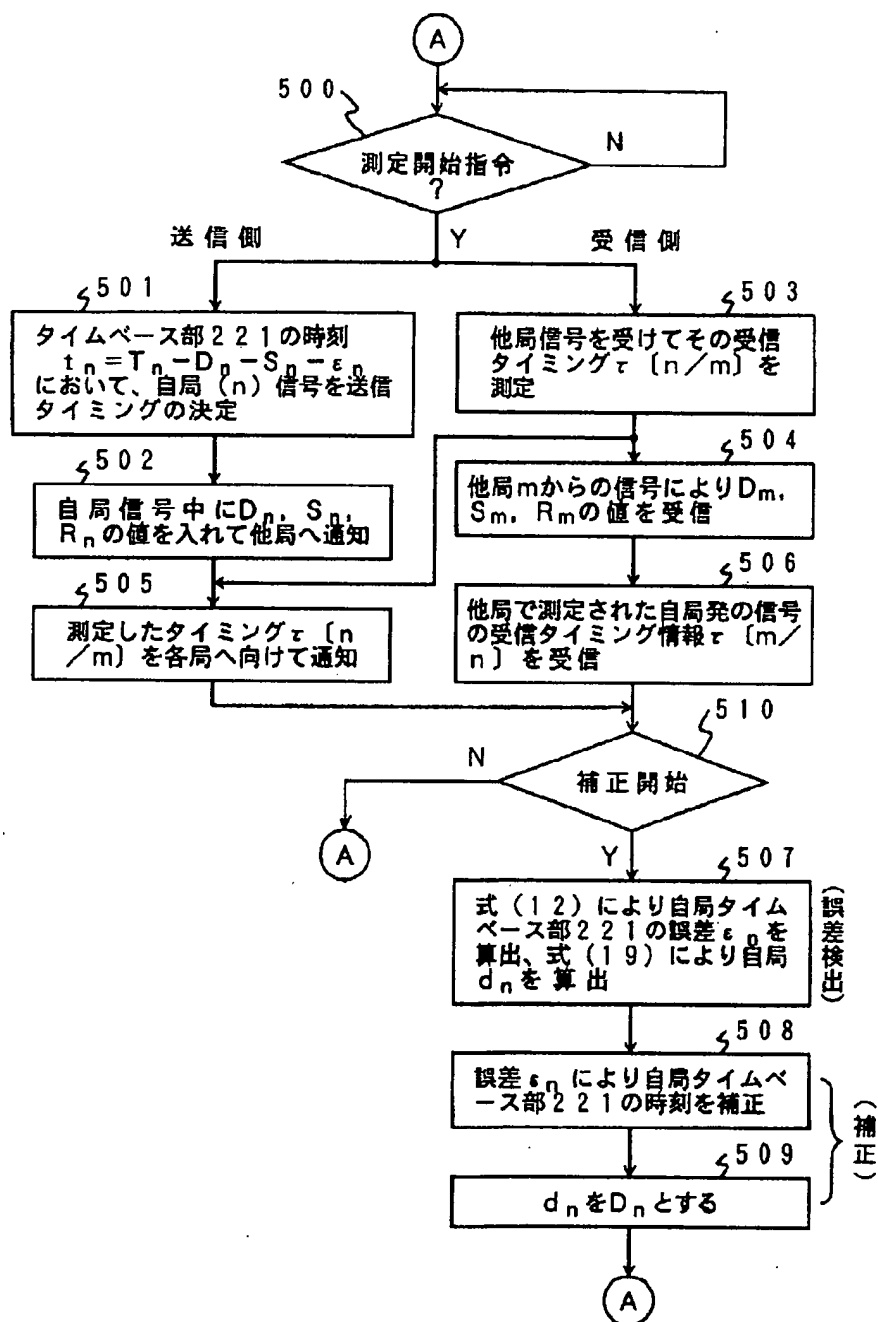 A
500
測定開始指令
?
N
Y
送信側
受信側
501
タイムベース部221の時刻
tn=Tn-Dn-Sn-εn
において、自局(n)信号を送信
タイミングの決定
503
他局信号を受けてその受信
タイミングτ〔n/m〕を
測定
502
自局信号中にDn, Sn,
Rnの値を入れて他局へ通知
504
他局mからの信号によりDm,
Sm, Rmの値を受信
505
測定したタイミングτ〔n
/m〕を各局へ向けて通知
506
他局で測定された自局発の信号
の受信タイミング情報τ〔m/
n〕を受信
510
補正開始
N
A
Y
507
式(12)により自局タイム
ベース部221の誤差εnを
算出、式(19)により自局
dnを算出
(誤差検出)
508
誤差εnにより自局タイムベ
ース部221の時刻を補正
509
dnをDnとする
(補正)
A